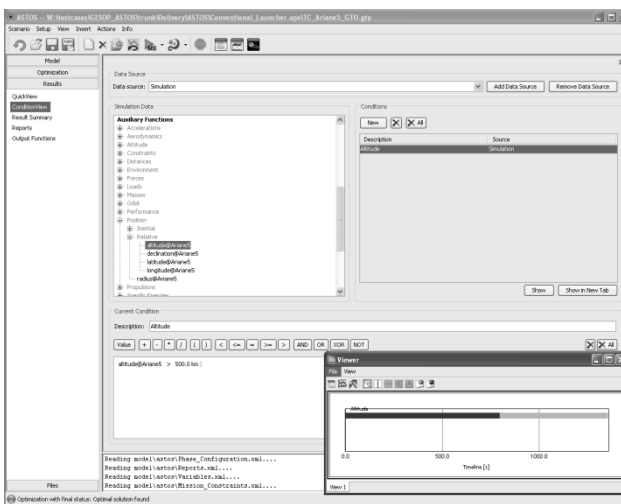 ASTOS - W:\testcases\GESOP_ASTOS\trunk\Delivery\ASTOS\Conventional_Launcher.aps\TC_Ariane5_GTO.gtp
Scenario Setup View Insert Actions Info
Model
Optimization
Results
QuickView
ConditionView
Result Summary
Reports
Output Functions
Files
Data Source
Data source: Simulation
Add Data Source
Remove Data Source
Simulation Data
Auxiliary Functions
Accelerations
Aerodynamics
Attitude
Constraints
Distances
Environment
Forces
Loads
Masses
Orbit
Performance
Position
Inertial
Relative
altitude@Ariane5
declination@Ariane5
latitude@Ariane5
longitude@Ariane5
radius@Ariane5
Propulsions
Specific Energies
Conditions
New All
Description Source
Altitude Simulation
Show Show in New Tab
Current Condition
Description: Altitude
Value + - * / ( ) < <= = >= > AND OR XOR NOT
All
altitude@Ariane5 > 500.0 km
Viewer
File View
Altitude
0.0 500.0 1000.0
Timeline [s]
View 1
Reading model\astos\Phase_Configuration.xml....
Reading model\astos\Reports.xml....
Reading model\astos\Variables.xml....
Reading model\astos\Mission_Constraints.xml....
Optimization with final status: Optimal solution found